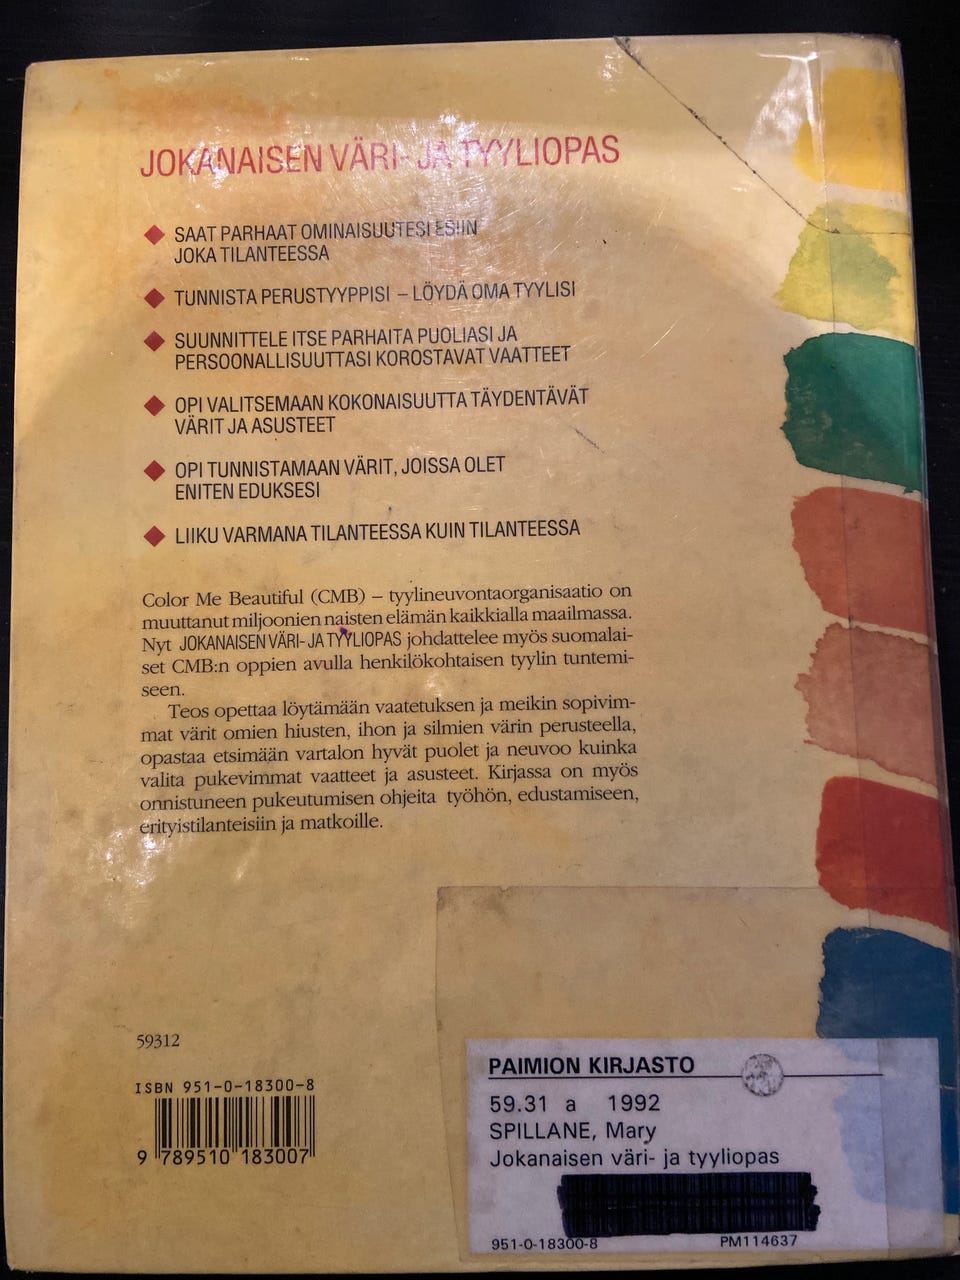 JOKANAISEN VÄRI- JA TYYLIOPAS
SAAT PARHAAT OMINAISUUTESI ESIIN
JOKA TILANTEESSA
TUNNISTA PERUSTYYPPISI – LÖYDÄ OMA TYYLISI
SUUNNITTELE ITSE PARHAITA PUOLIASI JA
PERSOONALLISUUTTASI KOROSTAVAT VAATTEET
OPI VALITSEMAAN KOKONAISUUTTA TÄYDENTÄVÄT
VÄRIT JA ASUSTEET
OPI TUNNISTAMAAN VÄRIT, JOISSA OLET
ENITEN EDUKSESI
LIIKU VARMANA TILANTEESSA KUIN TILANTEESSA
Color Me Beautiful (CMB) – tyylineuvontaorganisaatio on
muuttanut miljoonien naisten elämän kaikkialla maailmassa.
Nyt JOKANAISEN VÄRI- JA TYYLIOPAS johdattelee myös suomalai-
set CMB:n oppien avulla henkilökohtaisen tyylin tuntemi-
seen.
Teos opettaa löytämään vaatetuksen ja meikin sopivim-
mat värit omien hiusten, ihon ja silmien värin perusteella,
opastaa etsimään vartalon hyvät puolet ja neuvoo kuinka
valita pukevimmat vaatteet ja asusteet. Kirjassa on myös
onnistuneen pukeutumisen ohjeita työhön, edustamiseen,
erityistilanteisiin ja matkoille.
59312
ISBN 951-0-18300-8
9 789510 183007
PAIMION KIRJASTO
59.31 a 1992
SPILLANE, Mary
Jokanaisen väri- ja tyyliopas
951-0-18300-8 PM114637